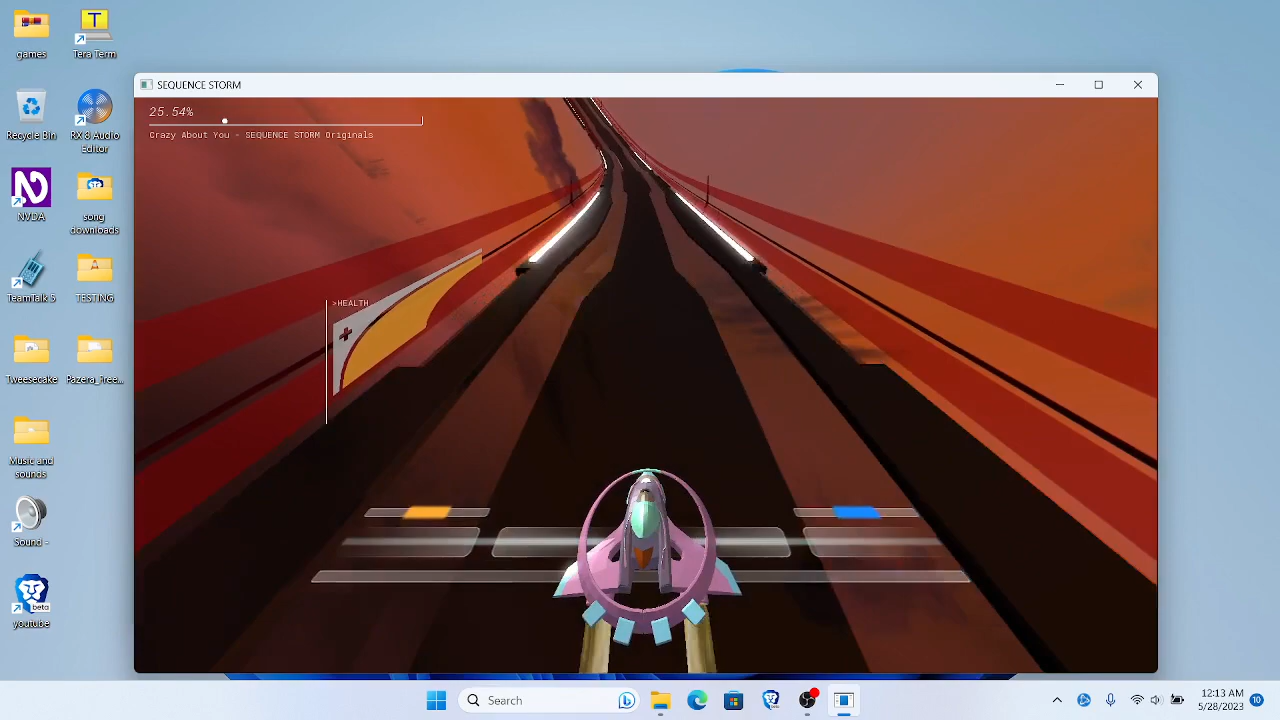 games
Tera Term
Recycle Bin
RX 8 Audio
Editor
NVDA
song
downloads
TeamTalk 5
TESTING
Tweesecake
Pazera_Free...
Music and
sounds
Sound -
beta
youtube
SEQUENCE STORM
25.54%
Crazy About You - SEQUENCE STORM Originals
>HEALTH
Search
12:13 AM
5/28/2023
10